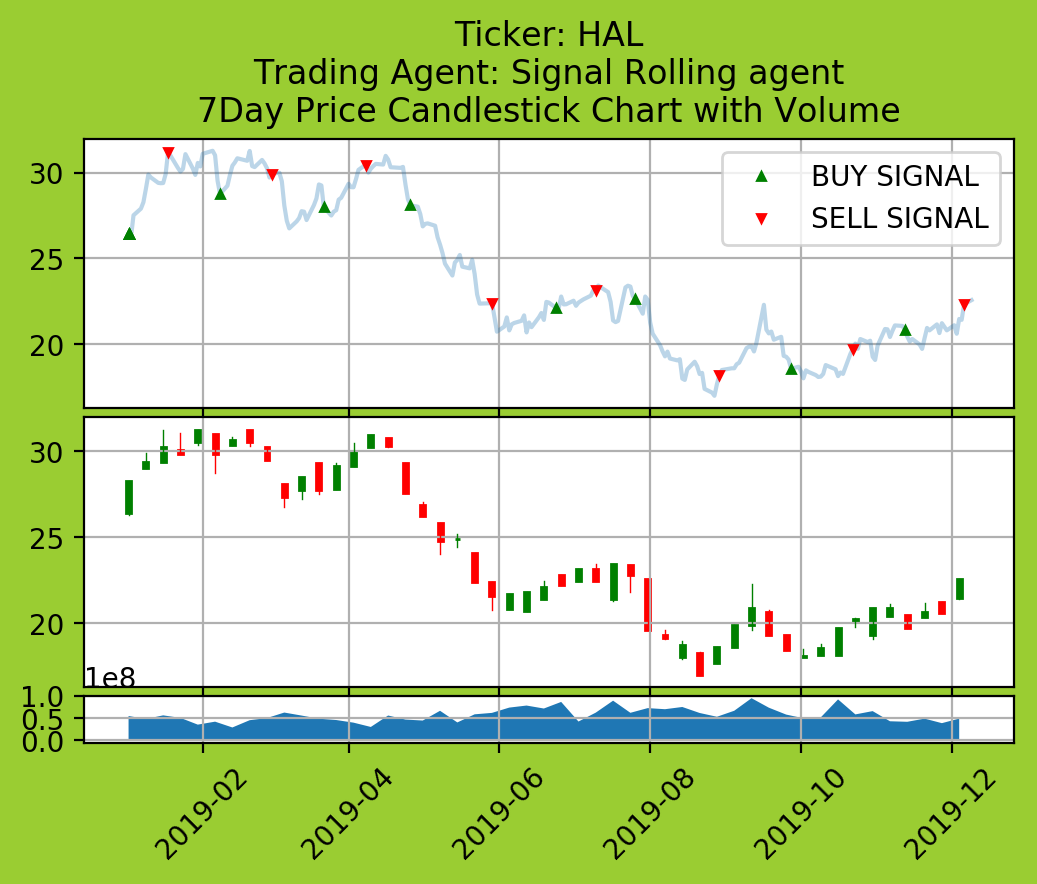 Ticker: HAL
Trading Agent: Signal Rolling agent
7Day Price Candlestick Chart with Volume
30
25
20
BUY SIGNAL
SELL SIGNAL
30
25
20
1e8
1.0
0.5
0.0
2019-02
2019-04
2019-06
2019-08
2019-10
2019-12